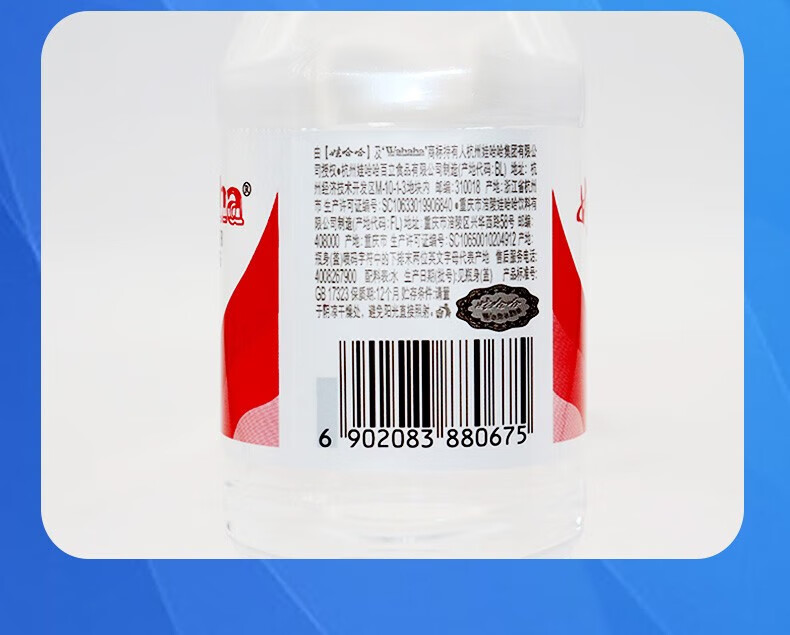 由【娃哈哈】及"Wahaha"商标持有人杭州娃哈哈集团有限公
司授权●杭州娃哈哈百立食品有限公司制造(产地代码:BL) 地址:杭
州经济技术开发区M-10-1-3地块内 邮编:310018 产地:浙江省杭州
市 生产许可证编号:SC10633019906840 ●重庆市涪陵娃哈哈饮料有
限公司制造(产地代码:FL) 地址:重庆市涪陵区兴华西路58号 邮编:
408000 产地:重庆市 生产许可证编号:SC10650010204912 产地:
瓶身(盖)喷码字符中的下排末两位英文字母代表产地 售后服务电话:
4008267900 配料表:水 生产日期(批号):见瓶身(盖) 产品标准号:
GB 17323 保质期:12个月 贮存条件:请置
于阴凉干燥处,避免阳光直接照射。
娃哈哈
Wahaha
ha®
6 902083 880675